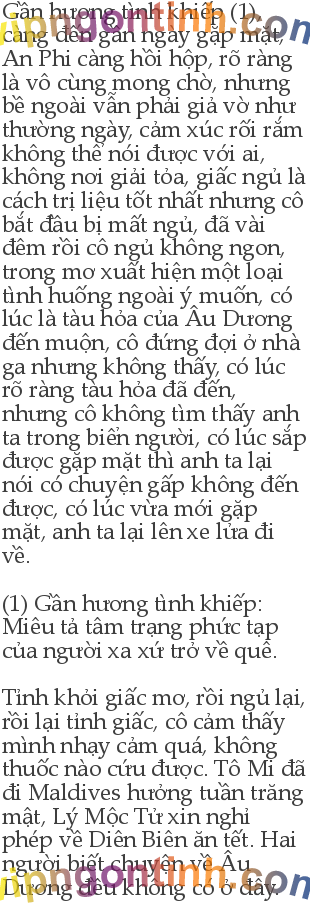 Gần hương tình khiếp (1),
càng đến gần ngày gặp mặt,
An Phi càng hồi hộp, rõ ràng
là vô cùng mong chờ, nhưng
bề ngoài vẫn phải giả vờ như
thường ngày, cảm xúc rối rắm
không thể nói được với ai,
không nơi giải tỏa, giấc ngủ là
cách trị liệu tốt nhất nhưng cô
bắt đầu bị mất ngủ, đã vài
đêm rồi cô ngủ không ngon,
trong mơ xuất hiện một loại
tình huống ngoài ý muốn, có
lúc là tàu hỏa của Âu Dương
đến muộn, cô đứng đợi ở nhà
ga nhưng không thấy, có lúc
rõ ràng tàu hỏa đã đến,
nhưng cô không tìm thấy anh
ta trong biển người, có lúc sắp
được gặp mặt thì anh ta lại
nói có chuyện gấp không đến
được, có lúc vừa mới gặp
mặt, anh ta lại lên xe lửa đi
về.
(1) Gần hương tình khiếp:
Miêu tả tâm trạng phức tạp
của người xa xứ trở về quê.
Tỉnh khỏi giấc mơ, rồi ngủ lại,
rồi lại tỉnh giấc, cô cảm thấy
mình nhạy cảm quá, không
thuốc nào cứu được. Tô Mi đã
đi Maldives hưởng tuần trăng
mật, Lý Mộc Tử xin nghỉ
phép về Diên Biên ăn tết. Hai
người biết chuyện về Âu
Dương đều không có ở đây,
vipngontinh.com
vipngontinh.com